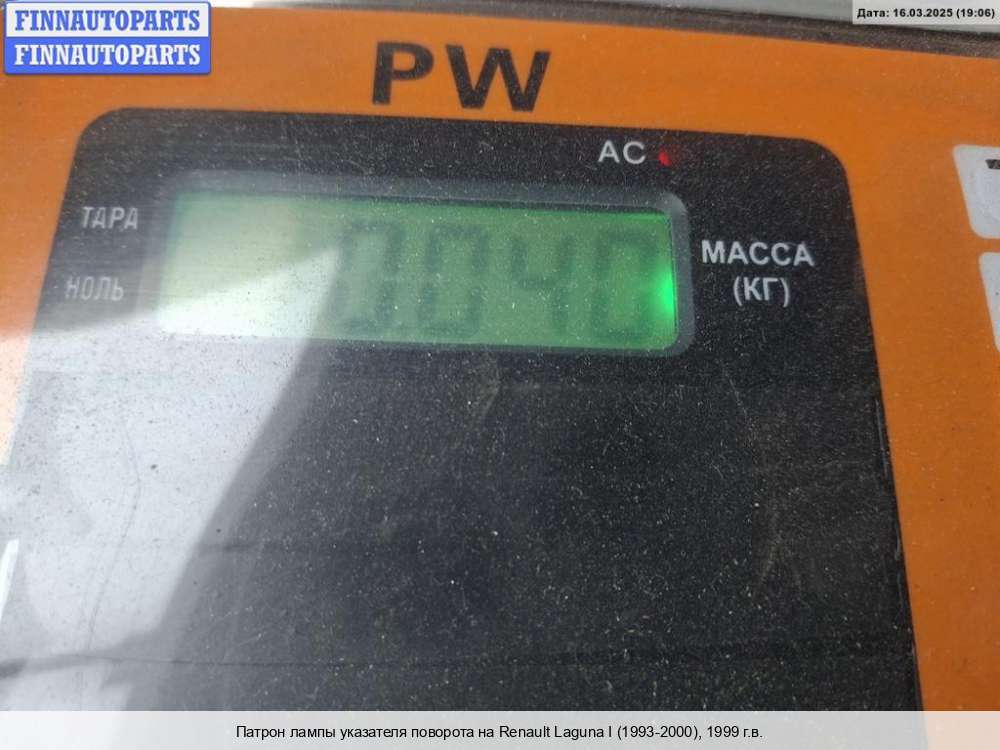 FINNAUTOPARTS
FINNAUTOPARTS
Дата: 16.03.2025 (19:06)
PW
AC
ТАРА
0.040
МАССА
(КГ)
НОЛЬ
Патрон лампы указателя поворота на Renault Laguna I (1993-2000), 1999 г.в.